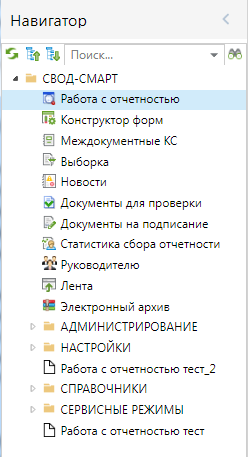 Навигатор
Поиск...
СВОД-СМАРТ
Работа с отчетностью
Конструктор форм
Междокументные КС
Выборка
Новости
Документы для проверки
Документы на подписание
Статистика сбора отчетности
Руководителю
Лента
Электронный архив
АДМИНИСТРИРОВАНИЕ
НАСТРОЙКИ
Работа с отчетностью тест_2
СПРАВОЧНИКИ
СЕРВИСНЫЕ РЕЖИМЫ
Работа с отчетностью тест